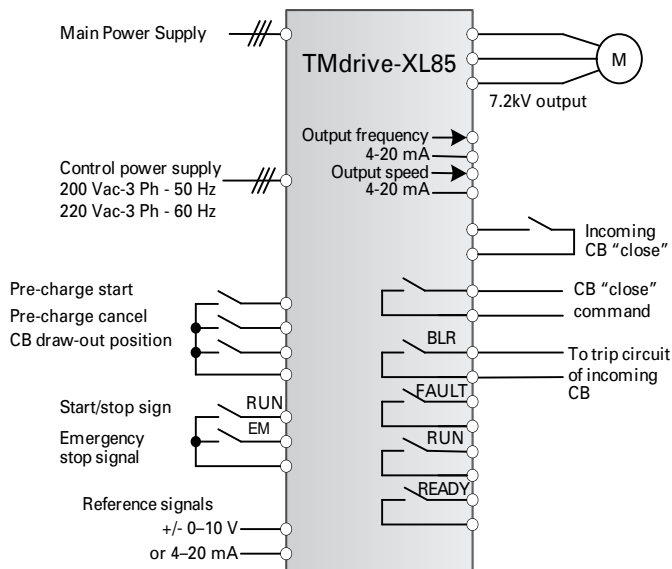 Main Power Supply
TMdrive-XL85
M
7.2kV output
Output frequency
4-20 mA
Output speed
4-20 mA
Control power supply
200 Vac-3 Ph - 50 Hz
220 Vac-3 Ph - 60 Hz
Incoming
CB “close”
Pre-charge start
Pre-charge cancel
CB draw-out position
CB “close”
command
BLR
To trip circuit
of incoming
CB
FAULT
Start/stop sign
RUN
Emergency
stop signal
EM
RUN
READY
Reference signals
+/- 0–10 V
or 4–20 mA